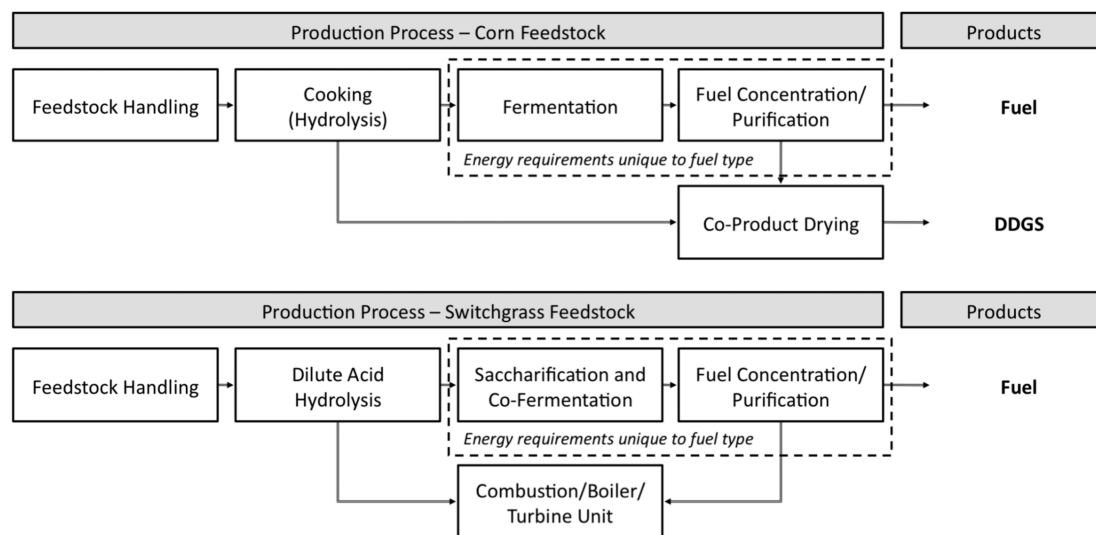 Production Process – Corn Feedstock
Products
Feedstock Handling
Cooking
(Hydrolysis)
Fermentation
Fuel Concentration/
Purification
Fuel
Energy requirements unique to fuel type
Co-Product Drying
DDGS
Production Process – Switchgrass Feedstock
Products
Feedstock Handling
Dilute Acid
Hydrolysis
Saccharification and
Co-Fermentation
Fuel Concentration/
Purification
Fuel
Energy requirements unique to fuel type
Combustion/Boiler/
Turbine Unit